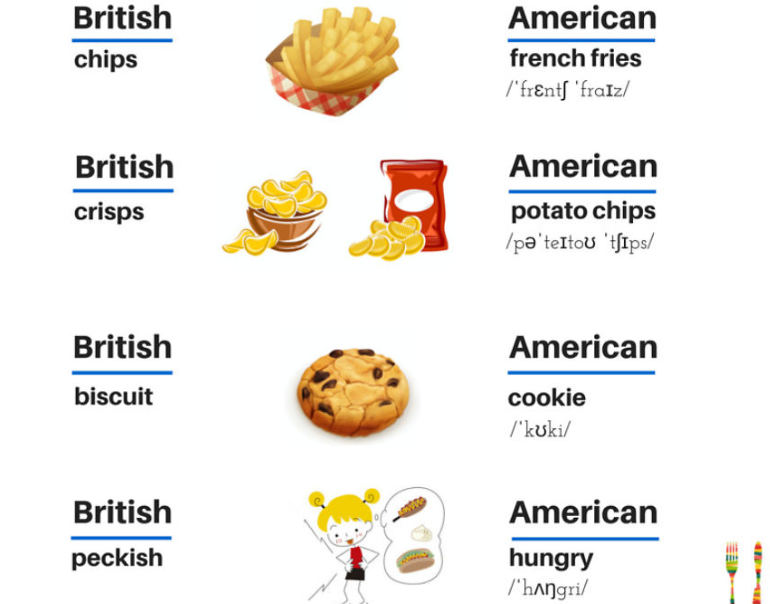 British American
chips french fries
/ˈfrɛntʃ ˈfraɪz/
British American
crisps potato chips
/pəˈteɪtoʊ ˈtʃɪps/
British American
biscuit cookie
/ˈkʊki/
British American
peckish hungry
/ˈhʌŋgri/